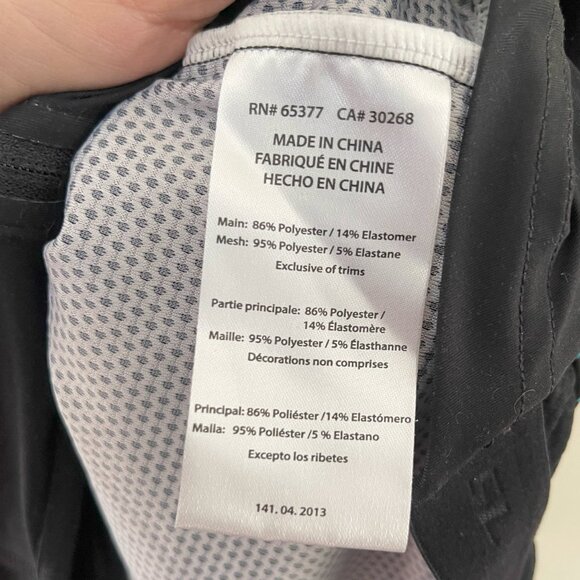 RN# 65377 CA# 30268
MADE IN CHINA
FABRIQUÉ EN CHINE
HECHO EN CHINA
Main: 86% Polyester / 14% Elastomer
Mesh: 95% Polyester / 5% Elastane
Exclusive of trims
Partie principale: 86% Polyester /
14% Élastomère
Maille: 95% Polyester / 5% Élasthanne
Décorations non comprises
Principal: 86% Poliéster /14% Elastómero
Malla: 95% Poliéster /5 % Elastano
Excepto los ribetes
141. 04. 2013